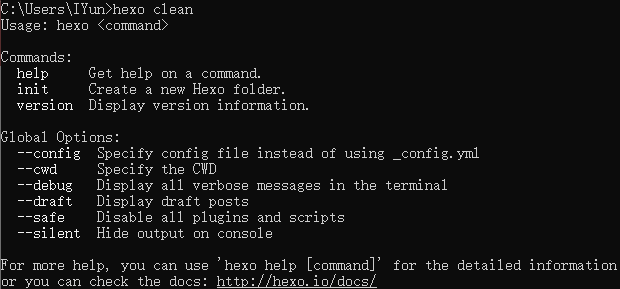 C:\Users\IYun>hexo clean
Usage: hexo <command>
Commands:
help Get help on a command.
init Create a new Hexo folder.
version Display version information.
Global Options:
--config Specify config file instead of using _config.yml
--cwd Specify the CWD
--debug Display all verbose messages in the terminal
--draft Display draft posts
--safe Disable all plugins and scripts
--silent Hide output on console
For more help, you can use 'hexo help [command]' for the detailed information
or you can check the docs: http://hexo.io/docs/